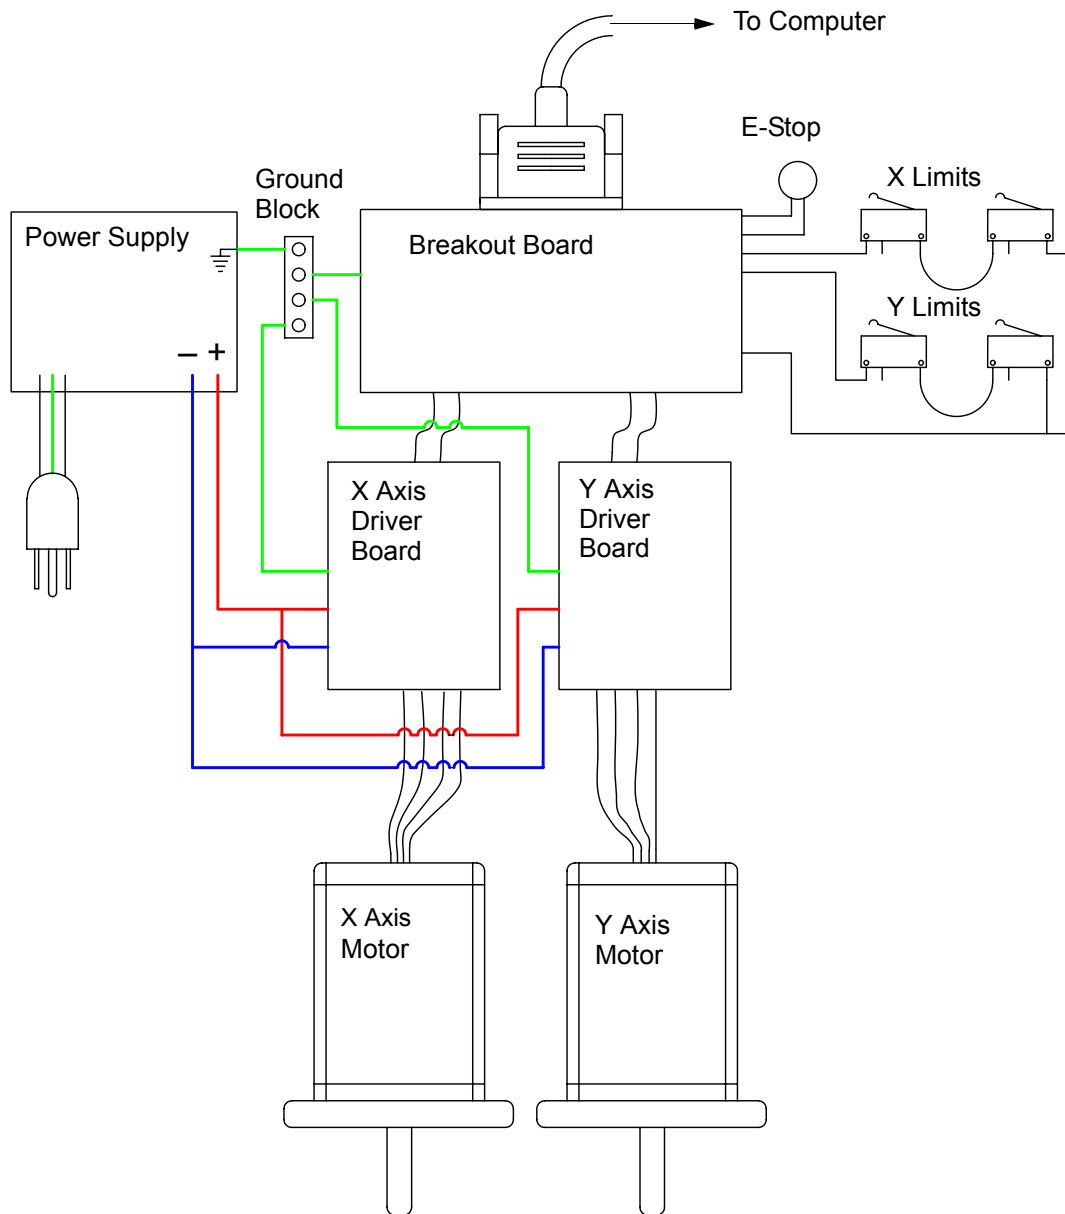 To Computer
E-Stop
X Limits
Ground
Block
Power Supply
Breakout Board
Y Limits
– +
X Axis
Driver
Board
Y Axis
Driver
Board
X Axis
Motor
Y Axis
Motor